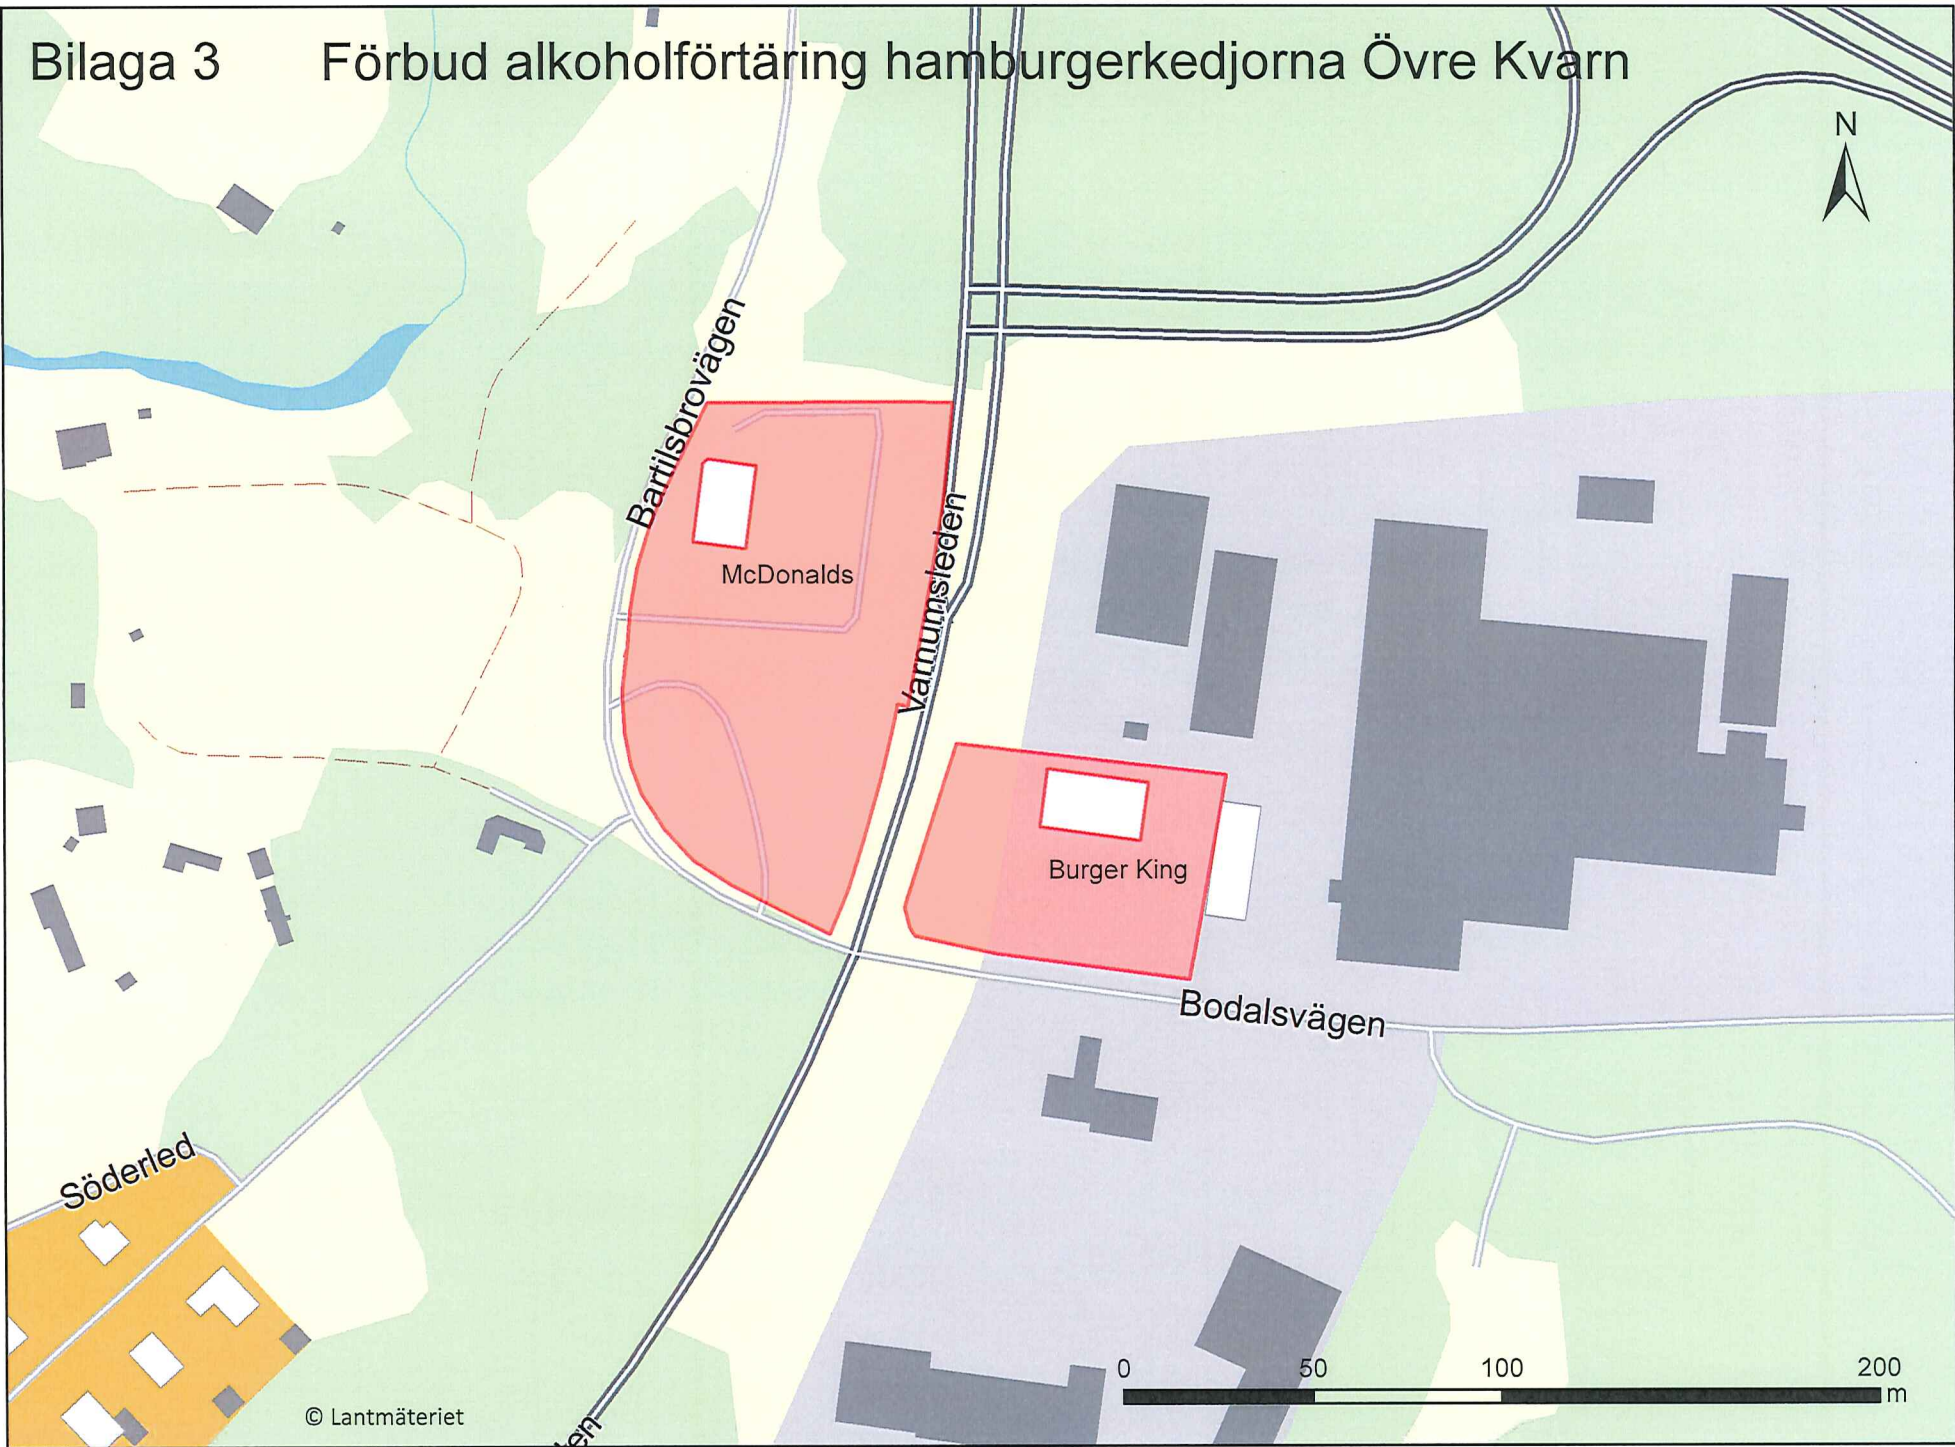 Bilaga 3 Förbud alkoholförtäring hamburgerkedjorna Övre Kvarn
N
Bartilsbrovägen
McDonalds
Varnumsleden
Burger King
Bodalsvägen
Söderled
0 50 100 200
m
© Lantmäteriet